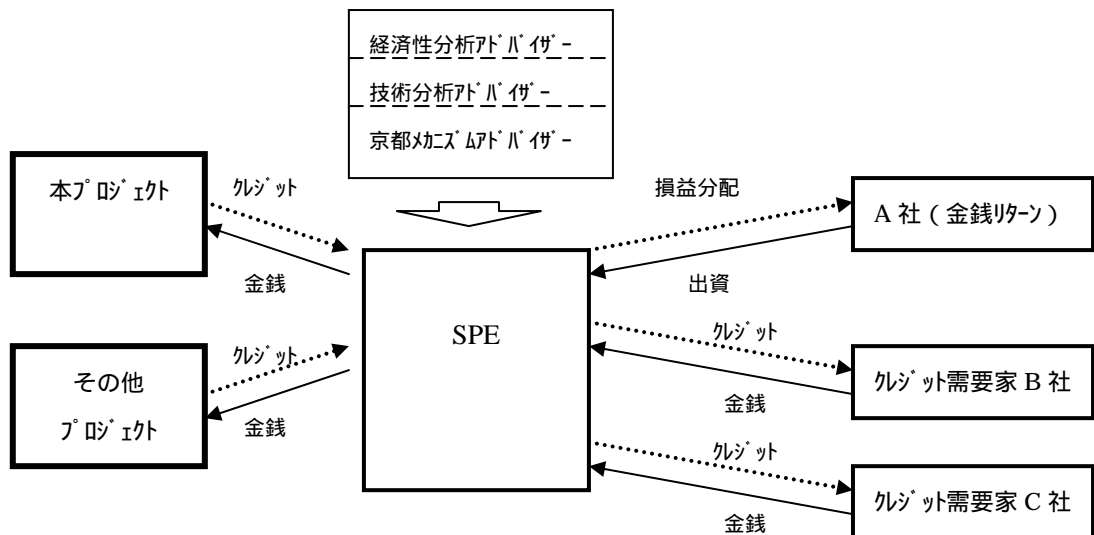 経済性分析ｱﾄﾞﾊﾞｲｻﾞｰ
技術分析ｱﾄﾞﾊﾞｲｻﾞｰ
京都ﾒｶﾆｽﾞﾑｱﾄﾞﾊﾞｲｻﾞｰ
本ﾌﾟﾛｼﾞｪｸﾄ
ｸﾚｼﾞｯﾄ
金銭
損益分配
A 社（金銭ﾘﾀｰﾝ）
出資
SPE
その他
ﾌﾟﾛｼﾞｪｸﾄ
ｸﾚｼﾞｯﾄ
金銭
ｸﾚｼﾞｯﾄ
ｸﾚｼﾞｯﾄ需要家 B 社
金銭
ｸﾚｼﾞｯﾄ
ｸﾚｼﾞｯﾄ需要家 C 社
金銭